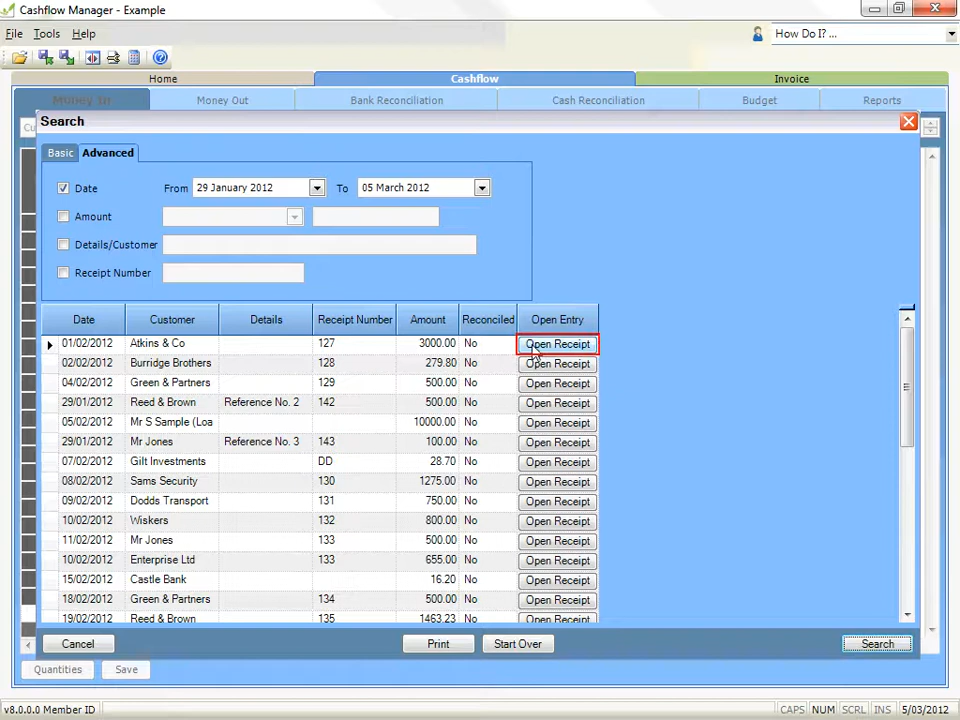 Cashflow Manager - Example
File Tools Help How Do I? ...
Home Cashflow Invoice
Money In Money Out Bank Reconciliation Cash Reconciliation Budget Reports
Search
Basic Advanced
Date From 29 January 2012 To 05 March 2012
Amount
Details/Customer
Receipt Number
Date Customer Details Receipt Number Amount Reconciled Open Entry
01/02/2012 Atkins & Co 127 3000.00 No Open Receipt
02/02/2012 Burridge Brothers 128 279.80 No Open Receipt
04/02/2012 Green & Partners 129 500.00 No Open Receipt
29/01/2012 Reed & Brown Reference No. 2 142 500.00 No Open Receipt
05/02/2012 Mr S Sample (Loa 10000.00 No Open Receipt
29/01/2012 Mr Jones Reference No. 3 143 100.00 No Open Receipt
07/02/2012 Gilt Investments DD 28.70 No Open Receipt
08/02/2012 Sams Security 130 1275.00 No Open Receipt
09/02/2012 Dodds Transport 131 750.00 No Open Receipt
10/02/2012 Wiskers 132 800.00 No Open Receipt
11/02/2012 Mr Jones 133 500.00 No Open Receipt
10/02/2012 Enterprise Ltd 133 655.00 No Open Receipt
15/02/2012 Castle Bank 16.20 No Open Receipt
18/02/2012 Green & Partners 134 500.00 No Open Receipt
19/02/2012 Reed & Brown 135 1463.23 No Open Receipt
Cancel Print Start Over Search
Quantities Save
v8.0.0.0 Member ID CAPS NUM SCRL INS 5/03/2012